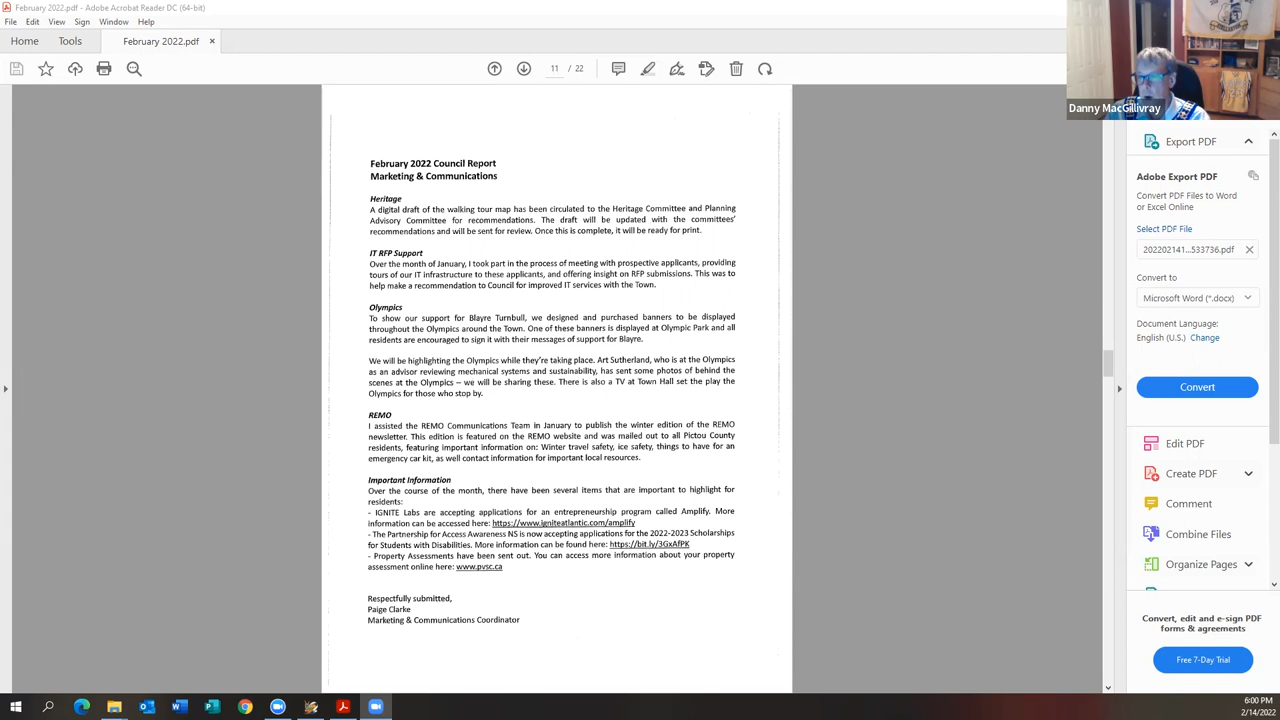 February 2022.pdf - Adobe Acrobat Reader DC (64-bit)
File Edit View Sign Window Help
Home Tools February 2022.pdf ×
11 / 22
Danny MacGillivray
February 2022 Council Report
Marketing & Communications
Heritage
A digital draft of the walking tour map has been circulated to the Heritage Committee and Planning
Advisory Committee for recommendations. The draft will be updated with the committees'
recommendations and will be sent for review. Once this is complete, it will be ready for print.
IT RFP Support
Over the month of January, I took part in the process of meeting with prospective applicants, providing
tours of our IT infrastructure to these applicants, and offering insight on RFP submissions. This was to
help make a recommendation to Council for improved IT services with the Town.
Olympics
To show our support for Blayre Turnbull, we designed and purchased banners to be displayed
throughout the Olympics around the Town. One of these banners is displayed at Olympic Park and all
residents are encouraged to sign it with their messages of support for Blayre.
We will be highlighting the Olympics while they're taking place. Art Sutherland, who is at the Olympics
as an advisor reviewing mechanical systems and sustainability, has sent some photos of behind the
scenes at the Olympics – we will be sharing these. There is also a TV at Town Hall set the play the
Olympics for those who stop by.
REMO
I assisted the REMO Communications Team in January to publish the winter edition of the REMO
newsletter. This edition is featured on the REMO website and was mailed out to all Pictou County
residents, featuring important information on: Winter travel safety, ice safety, things to have for an
emergency car kit, as well contact information for important local resources.
Important Information
Over the course of the month, there have been several items that are important to highlight for
residents:
- IGNITE Labs are accepting applications for an entrepreneurship program called Amplify. More
information can be accessed here: https://www.igniteatlantic.com/amplify
- The Partnership for Access Awareness NS is now accepting applications for the 2022-2023 Scholarships
for Students with Disabilities. More information can be found here: https://bit.ly/3GxAfPK
- Property Assessments have been sent out. You can access more information about your property
assessment online here: www.pvsc.ca
Respectfully submitted,
Paige Clarke
Marketing & Communications Coordinator
Export PDF
Adobe Export PDF
Convert PDF Files to Word
or Excel Online
Select PDF File
202202141...533736.pdf ×
Convert to
Microsoft Word (*.docx)
Document Language:
English (U.S.) Change
Convert
Edit PDF
Create PDF
Comment
Combine Files
Organize Pages
Convert, edit and e-sign PDF
forms & agreements
Free 7-Day Trial
6:00 PM
2/14/2022